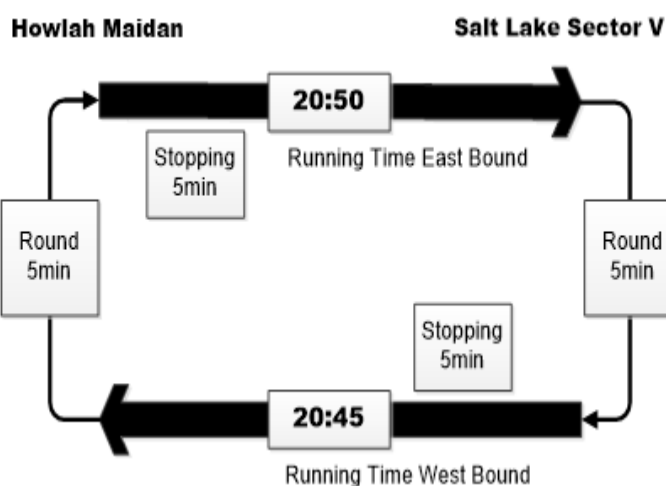 Howlah Maidan
Salt Lake Sector V
20:50
Stopping
5min
Running Time East Bound
Round
5min
Round
5min
Stopping
5min
20:45
Running Time West Bound